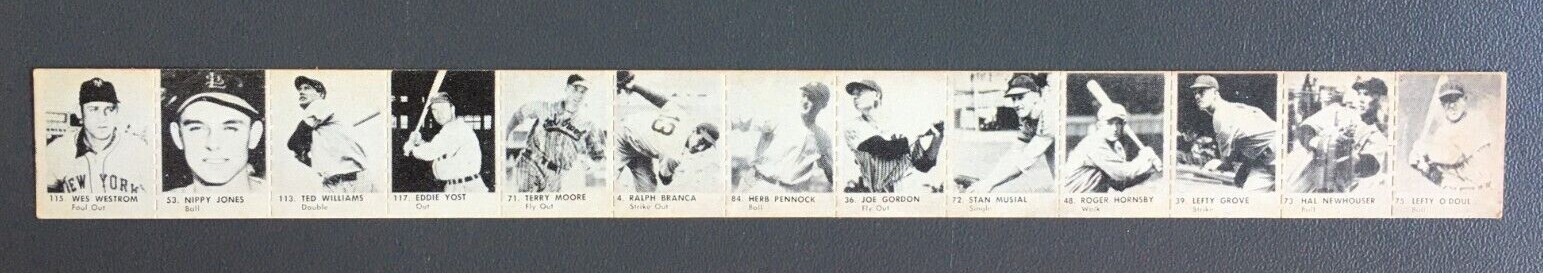 NEW YORK
13
115. WES WESTROM
Foul Out
53. NIPPY JONES
Ball
113. TED WILLIAMS
Double
117. EDDIE YOST
Out
71. TERRY MOORE
Fly Out
4. RALPH BRANCA
Strike Out
84. HERB PENNOCK
Ball
36. JOE GORDON
Fly Out
72. STAN MUSIAL
Single
48. ROGER HORNSBY
Walk
39. LEFTY GROVE
Strike
73. HAL NEWHOUSER
Ball
75. LEFTY O DOUL
Ball